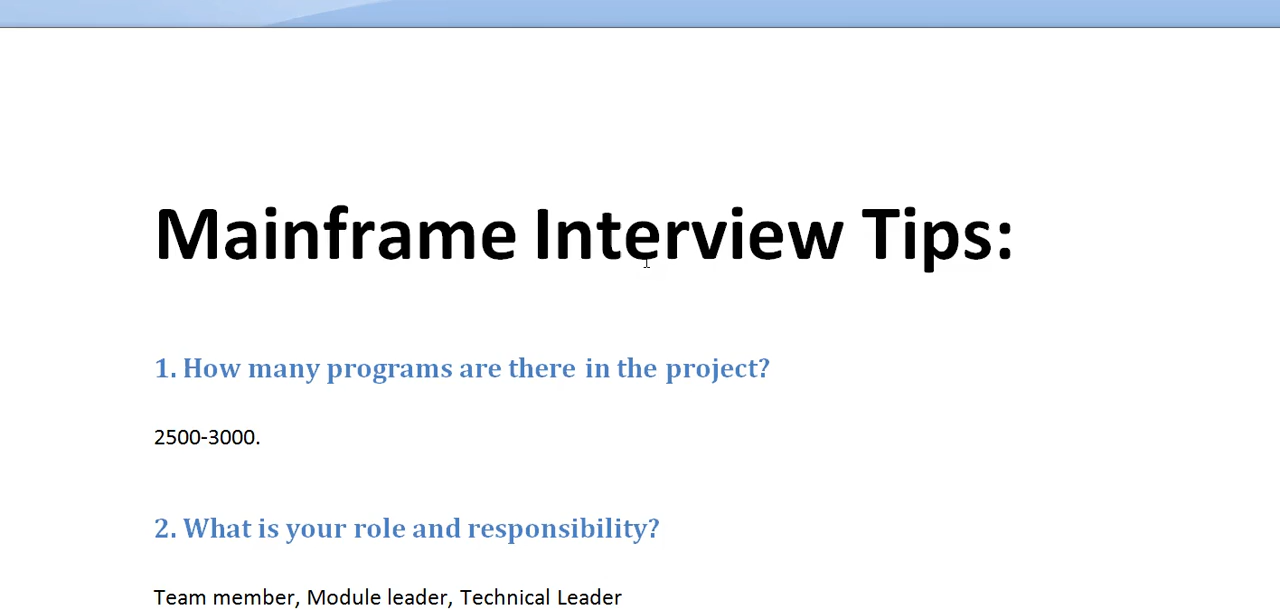 Mainframe Interview Tips:
1. How many programs are there in the project?
2500-3000.
2. What is your role and responsibility?
Team member, Module leader, Technical Leader